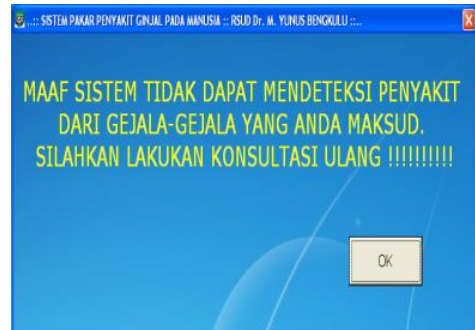 ..:: SISTEM PAKAR PENYAKIT GINJAL PADA MANUSIA :: RSUD Dr. M. YUNUS BENGKULU ::..
MAAF SISTEM TIDAK DAPAT MENDETEKSI PENYAKIT
DARI GEJALA-GEJALA YANG ANDA MAKSUD.
SILAHKAN LAKUKAN KONSULTASI ULANG !!!!!!!!!!
OK